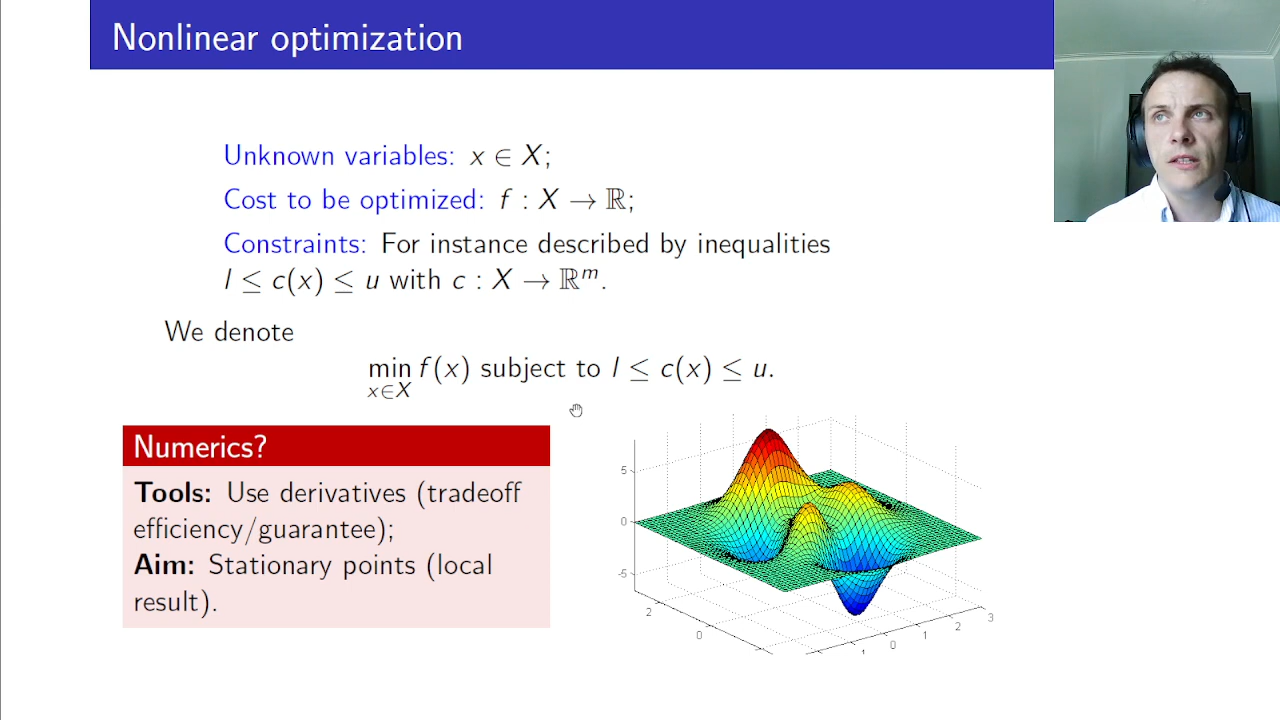 Nonlinear optimization
Unknown variables: x ∈ X;
Cost to be optimized: f : X → ℝ;
Constraints: For instance described by inequalities
l ≤ c(x) ≤ u with c : X → ℝᵐ.
We denote
min f(x) subject to l ≤ c(x) ≤ u.
x∈X
Numerics?
Tools: Use derivatives (tradeoff
efficiency/guarantee);
Aim: Stationary points (local
result).
5
0
-5
2
0
-1
0
1
2
3